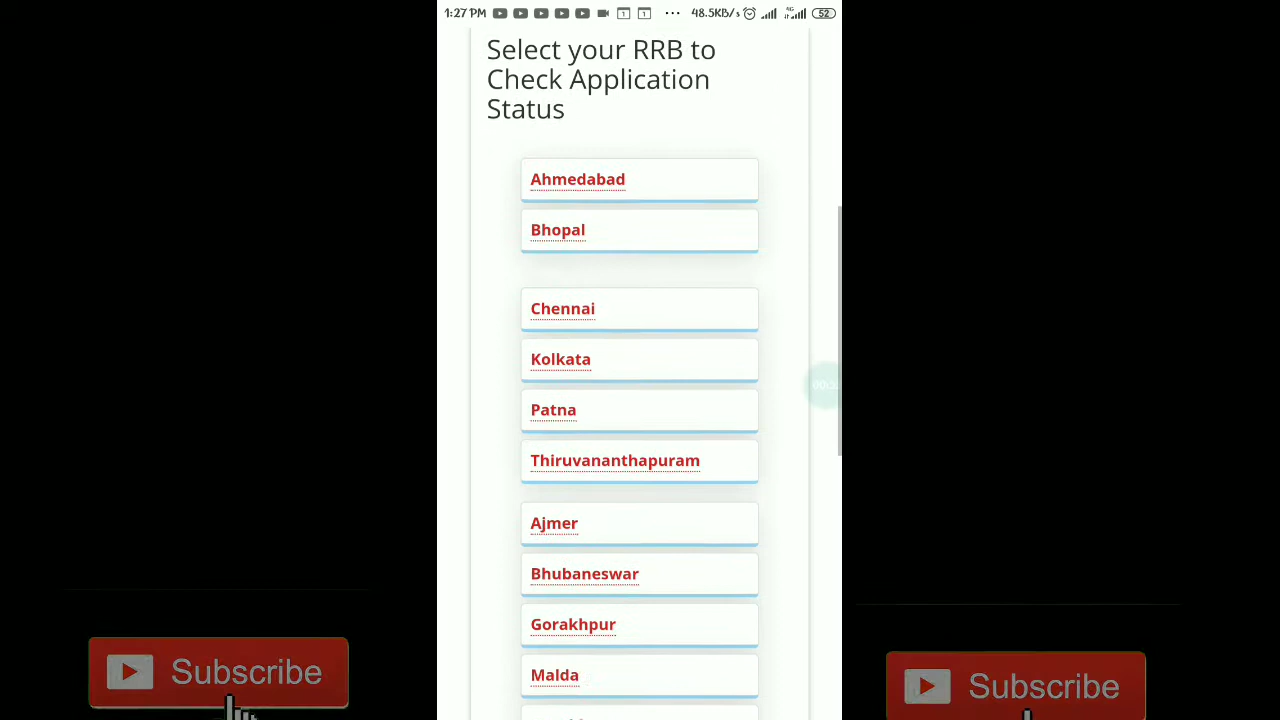 1:27 PM
48.5KB/s
4G
52
Select your RRB to
Check Application
Status
Ahmedabad
Bhopal
Chennai
Kolkata
Patna
Thiruvananthapuram
Ajmer
Bhubaneswar
Gorakhpur
Malda
Subscribe
Subscribe